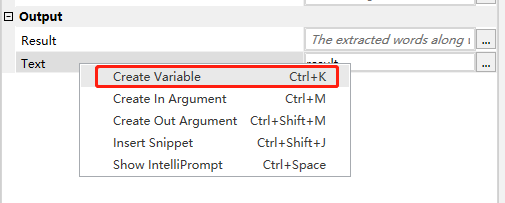 Output
Result
The extracted words along
...
Text
result
...
Create Variable Ctrl+K
Create In Argument Ctrl+M
Create Out Argument Ctrl+Shift+M
Insert Snippet Ctrl+Shift+J
Show IntelliPrompt Ctrl+Space